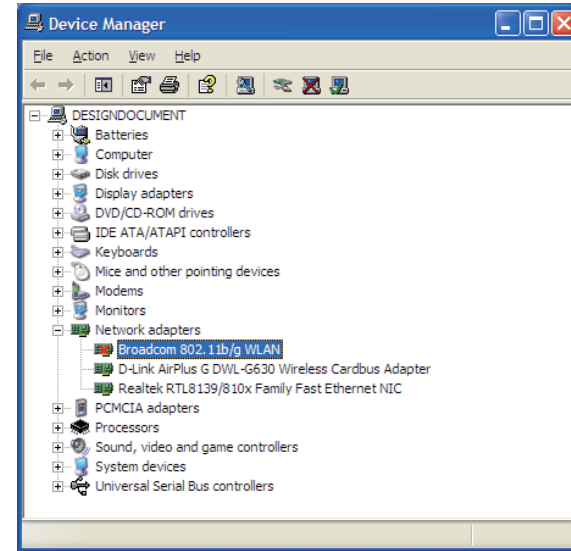 Device Manager
File Action View Help
DESIGNDOCUMENT
Batteries
Computer
Disk drives
Display adapters
DVD/CD-ROM drives
IDE ATA/ATAPI controllers
Keyboards
Mice and other pointing devices
Modems
Monitors
Network adapters
Broadcom 802.11b/g WLAN
D-Link AirPlus G DWL-G630 Wireless Cardbus Adapter
Realtek RTL8139/810x Family Fast Ethernet NIC
PCMCIA adapters
Processors
Sound, video and game controllers
System devices
Universal Serial Bus controllers